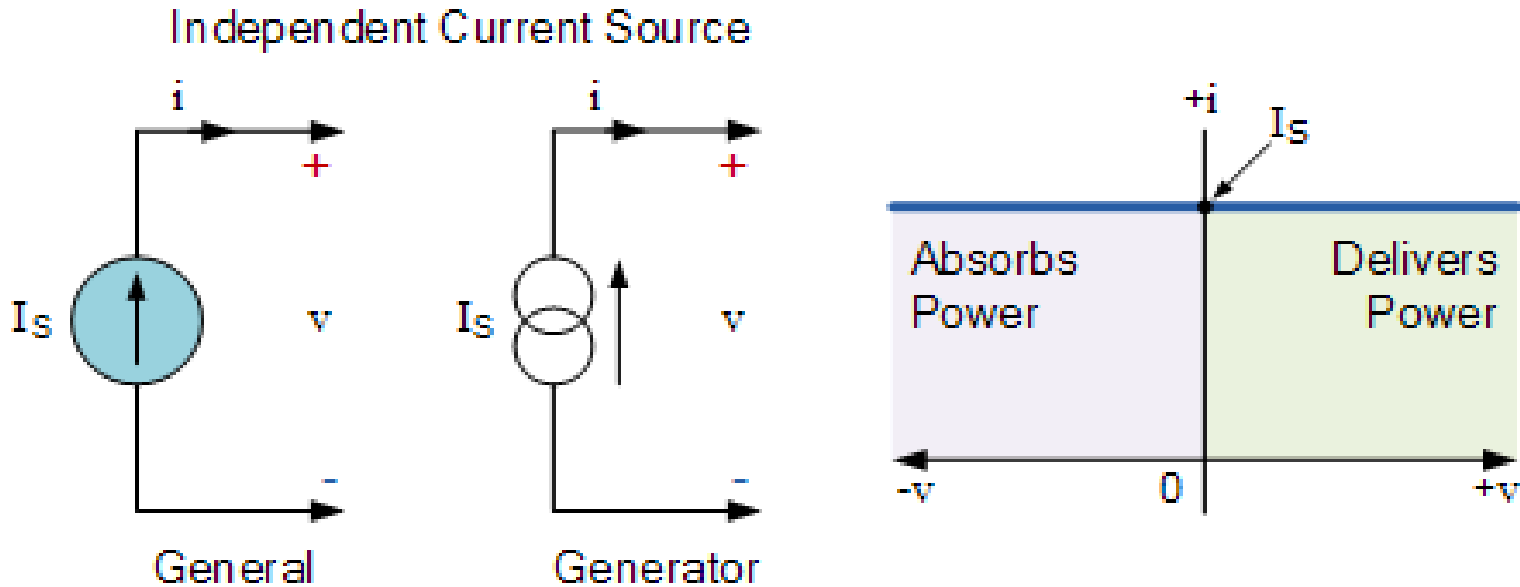 Independent Current Source
i
+
Is
v
-
General
i
+
Is
v
-
Generator
+i
Is
Absorbs
Power
Delivers
Power
-v
0
+v